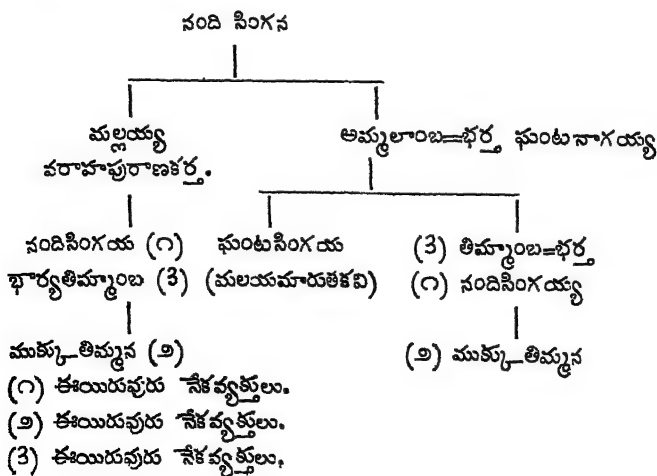 నంది సింగన
మల్లయ్య అమ్మలాంబ=భర్త ఘంటనాగయ్య
వరాహపురాణకర్త.
నందిసింగయ (౧) ఘంటసింగయ (3) తిమ్మాంబ=భర్త
భార్యతిమ్మాంబ (3) (మలయమారుతకవి) (౧) నందిసింగయ్య
ముక్కు-తిమ్మన (౨) (౨) ముక్కు-తిమ్మన
(౧) ఈయిరువురు నేకవ్యక్తులు.
(౨) ఈయిరువురు నేకవ్యక్తులు.
(3) ఈయిరువురు నేకవ్యక్తులు.